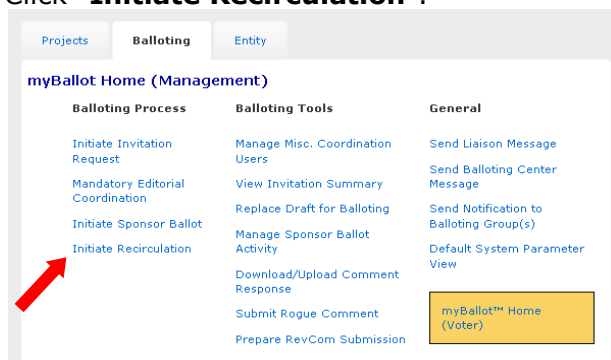 Click "Initiate Recirculation".
Projects Balloting Entity
myBallot Home (Management)
Balloting Process
Initiate Invitation
Request
Mandatory Editorial
Coordination
Initiate Sponsor Ballot
Initiate Recirculation
Balloting Tools
Manage Misc. Coordination
Users
View Invitation Summary
Replace Draft for Balloting
Manage Sponsor Ballot
Activity
Download/Upload Comment
Response
Submit Rogue Comment
Prepare RevCom Submission
General
Send Liaison Message
Send Balloting Center
Message
Send Notification to
Balloting Group(s)
Default System Parameter
View
myBallot™ Home
(Voter)